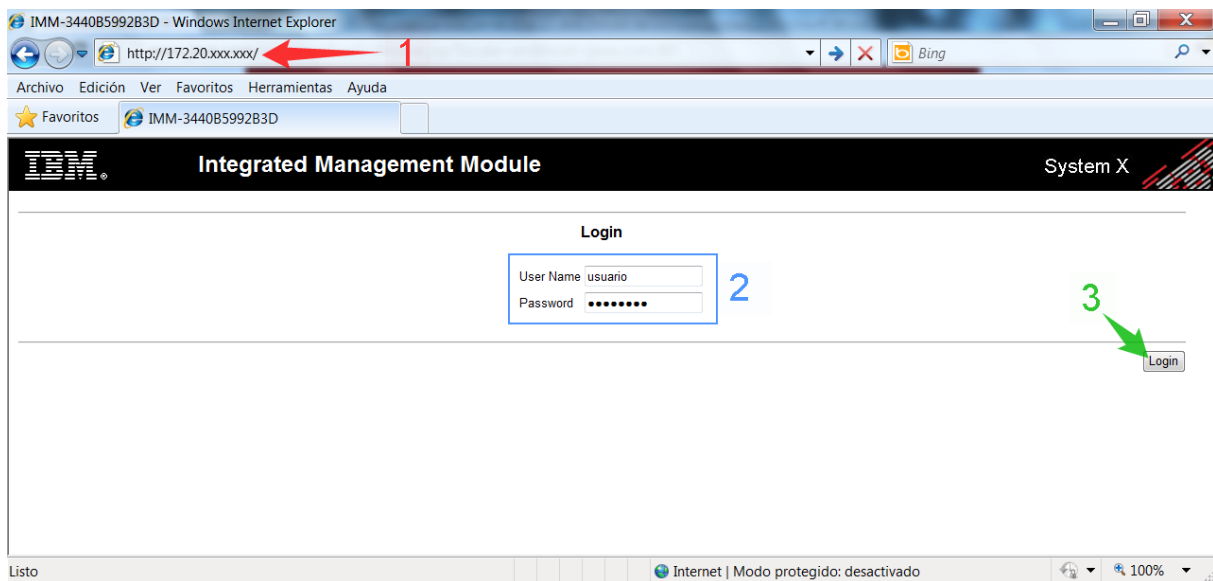 IMM-3440B5992B3D - Windows Internet Explorer
http://172.20.xxx.xxx/ 1 Bing
Archivo Edición Ver Favoritos Herramientas Ayuda
Favoritos IMM-3440B5992B3D
IBM® Integrated Management Module System X
Login
User Name usuario
2
Password ••••••••
3
Login
Listo Internet | Modo protegido: desactivado 100%